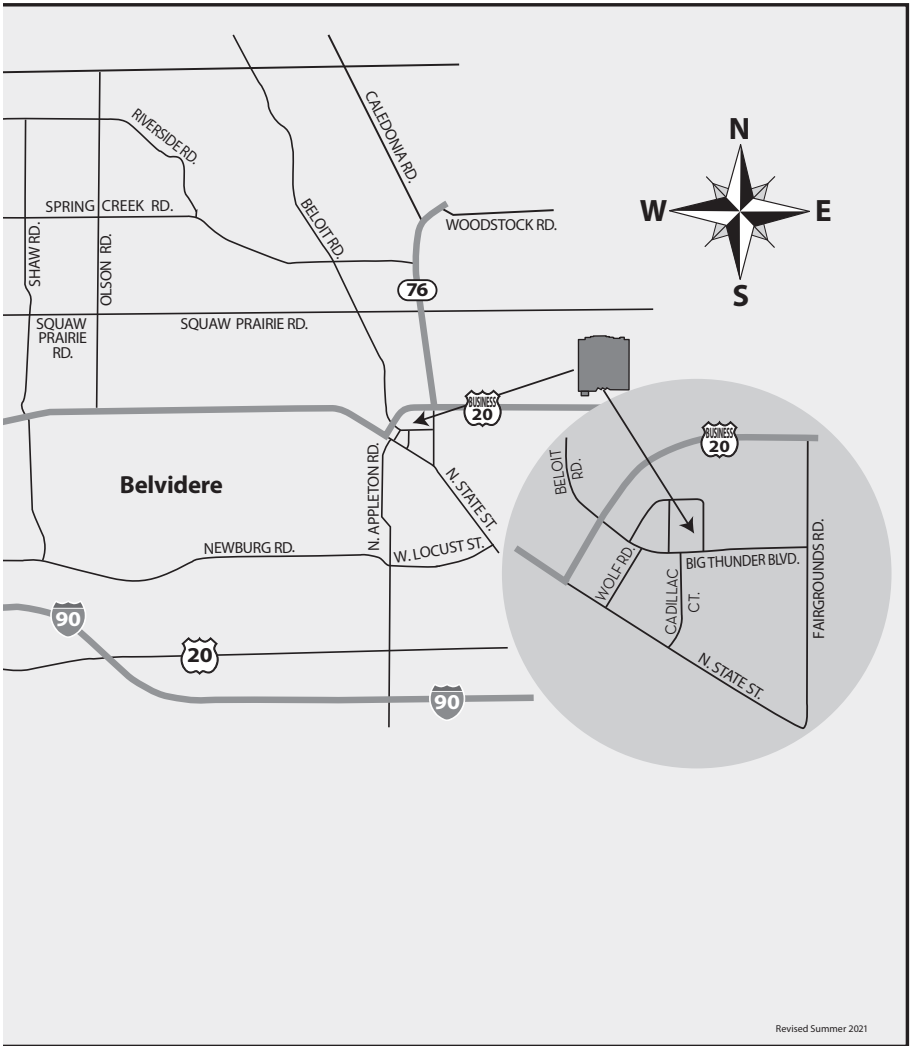 RIVERSIDE RD.
CALEDONIA RD.
N
SPRING CREEK RD.
W
E
SHAW RD.
OLSON RD.
BELOIT RD.
WOODSTOCK RD.
76
S
SQUAW
PRAIRIE
RD.
SQUAW PRAIRIE RD.
BUSINESS
20
BUSINESS
20
BELOIT
RD.
Belvidere
N. APPLETON RD.
N. STATE ST.
NEWBURG RD.
W. LOCUST ST.
WOLF RD.
BIG THUNDER BLVD.
CADILLAC
CT.
FAIRGROUNDS RD.
90
20
N. STATE ST.
90
Revised Summer 2021